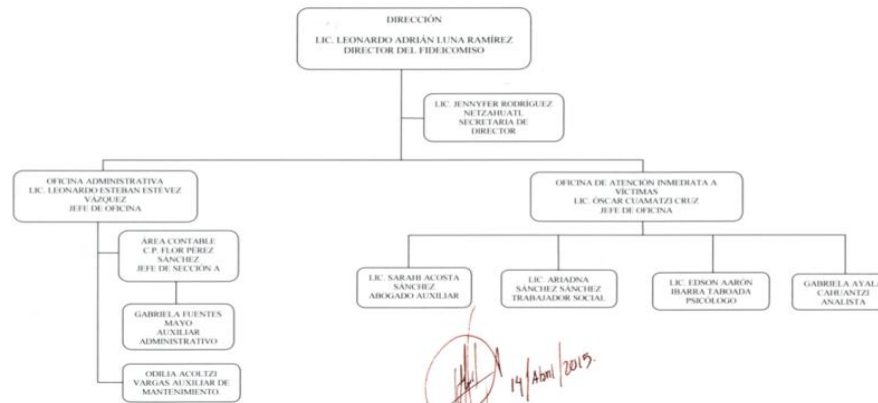 DIRECCIÓN
LIC. LEONARDO ADRIÁN LUNA RAMÍREZ
DIRECTOR DEL FIDEICOMISO
LIC. JENNYFER RODRÍGUEZ
NETZAHUATL
SECRETARIA DE
DIRECTOR
OFICINA ADMINISTRATIVA
LIC. LEONARDO ESTEBAN ESTÉVEZ
VÁZQUEZ
JEFE DE OFICINA
OFICINA DE ATENCIÓN INMEDIATA A
VÍCTIMAS
LIC. ÓSCAR CUAMATZI CRUZ
JEFE DE OFICINA
ÁREA CONTABLE
C.P. FLOR PÉREZ
SÁNCHEZ
JEFE DE SECCIÓN A
LIC. SARAHI ACOSTA
SÁNCHEZ
ABOGADO AUXILIAR
LIC. ARIADNA
SÁNCHEZ SÁNCHEZ
TRABAJADOR SOCIAL
LIC. EDSON AARÓN
IBARRA TABOADA
PSICÓLOGO
GABRIELA AYALA
CAHUANTZI
ANALISTA
GABRIELA FUENTES
MAYO
AUXILIAR
ADMINISTRATIVO
ODILIA ACOLTZI
VARGAS AUXILIAR DE
MANTENIMIENTO.
14/Abril/2015.